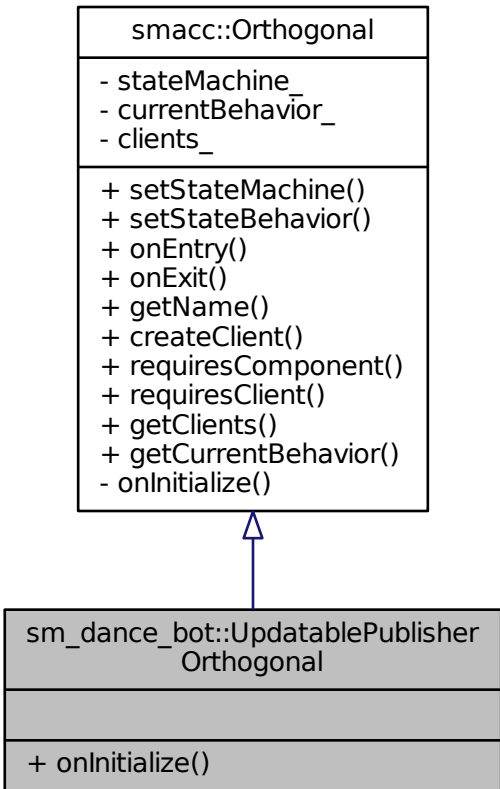 smacc::Orthogonal
- stateMachine_
- currentBehavior_
- clients_
+ setStateMachine()
+ setStateBehavior()
+ onEntry()
+ onExit()
+ getName()
+ createClient()
+ requiresComponent()
+ requiresClient()
+ getClients()
+ getCurrentBehavior()
- onInitialize()
sm_dance_bot::UpdatablePublisher
Orthogonal
+ onInitialize()